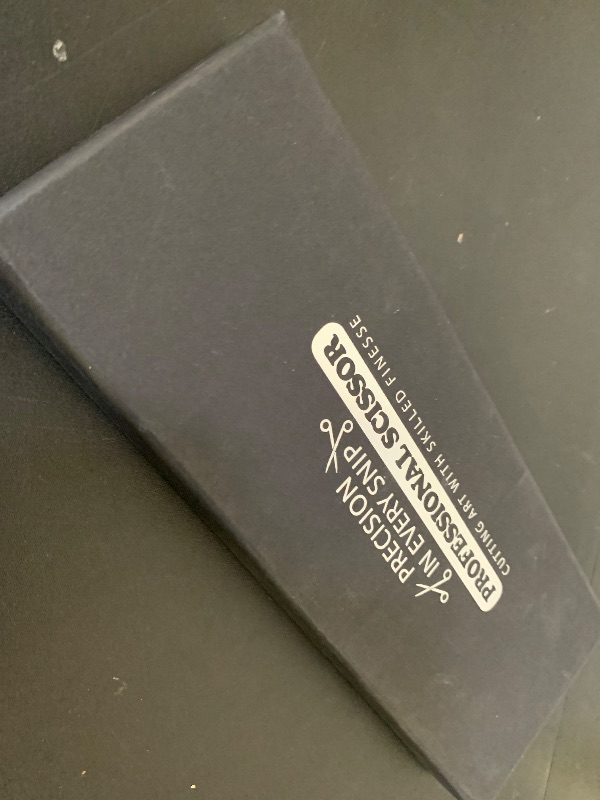 PRECISION
IN EVERY SNIP
PROFESSIONAL SCISSOR
CUTTING ART WITH SKILLED FINESSE